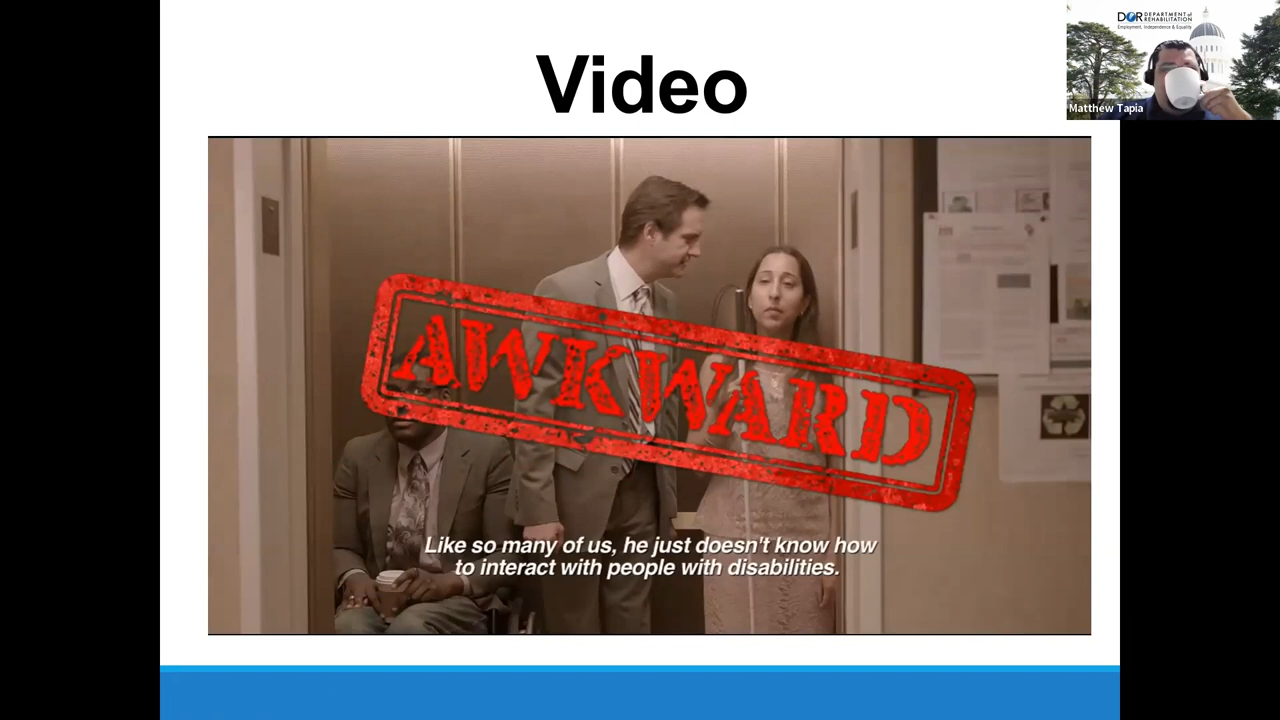 Video
DOR DEPARTMENT of
REHABILITATION
Employment, Independence & Equality
Matthew Tapia
AWKWARD
Like so many of us, he just doesn't know how
to interact with people with disabilities.